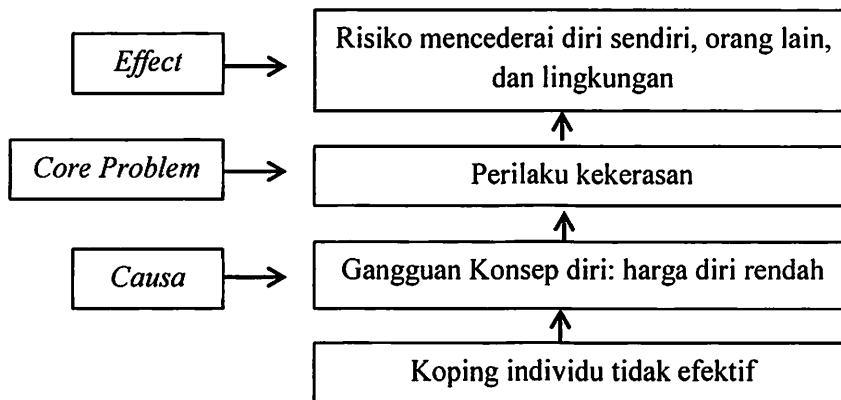 Effect
Risiko mencederai diri sendiri, orang lain,
dan lingkungan
Core Problem
Perilaku kekerasan
Causa
Gangguan Konsep diri: harga diri rendah
Koping individu tidak efektif